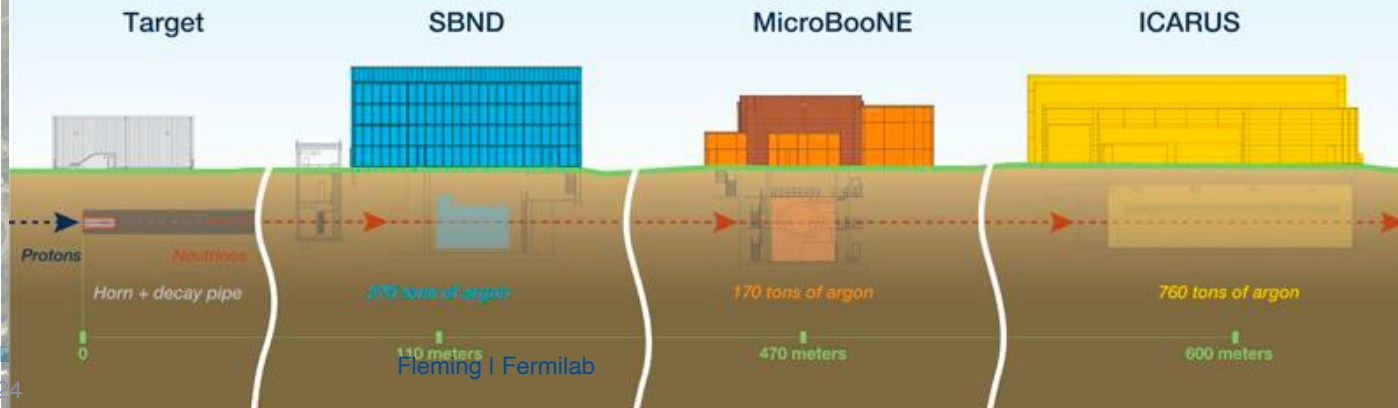 Target SBND MicroBooNE ICARUS
Protons Neutrinos
Horn + decay pipe 270 tons of argon 170 tons of argon 760 tons of argon
0 110 meters 470 meters 600 meters
Fleming | Fermilab
24